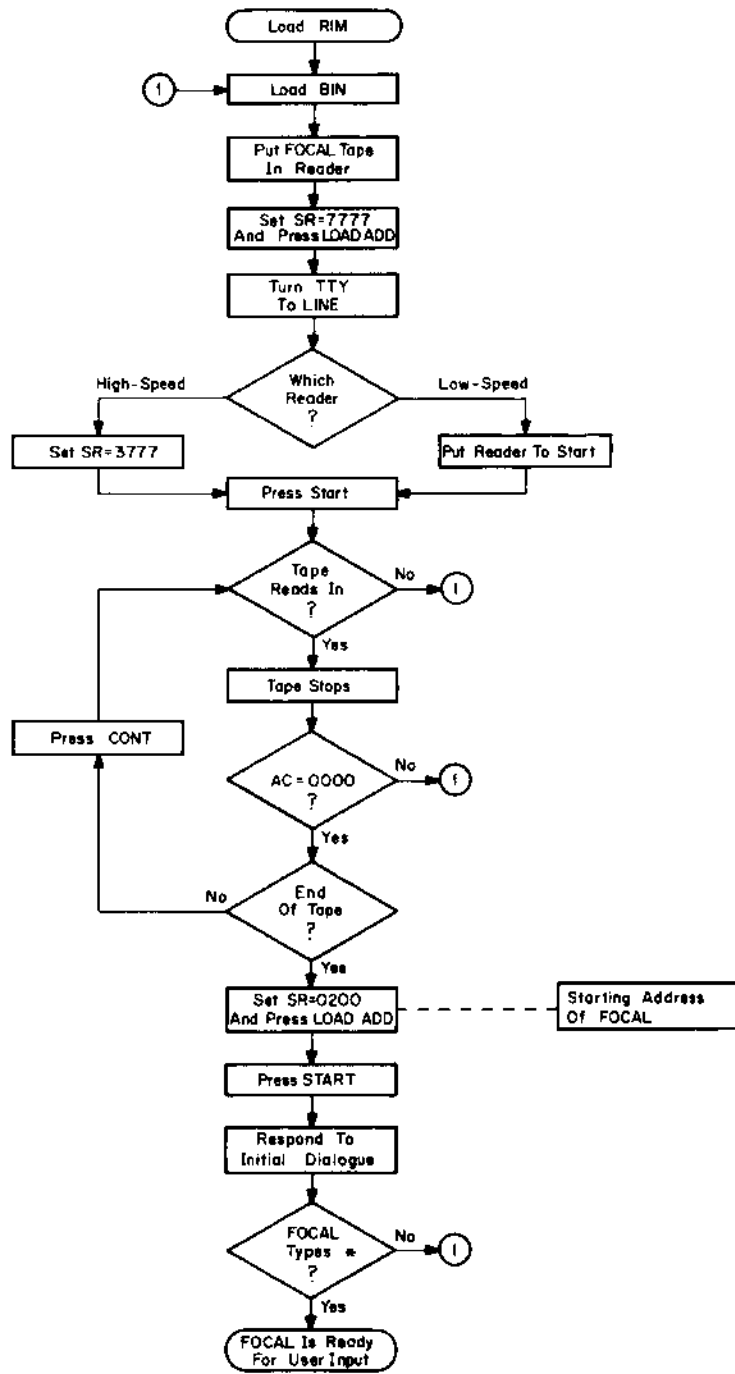 Load RIM
1
Load BIN
Put FOCAL Tape
In Reader
Set SR=7777
And Press LOAD ADD
Turn TTY
To LINE
High-Speed
Which
Reader
?
Low-Speed
Set SR=3777
Put Reader To Start
Press Start
Tape
Reads In
?
No
1
Yes
Tape Stops
Press CONT
AC=0000
?
No
1
Yes
End
Of Tape
?
No
Yes
Set SR=0200
And Press LOAD ADD
Starting Address
Of FOCAL
Press START
Respond To
Initial Dialogue
FOCAL
Types *
?
No
1
Yes
FOCAL Is Ready
For User Input